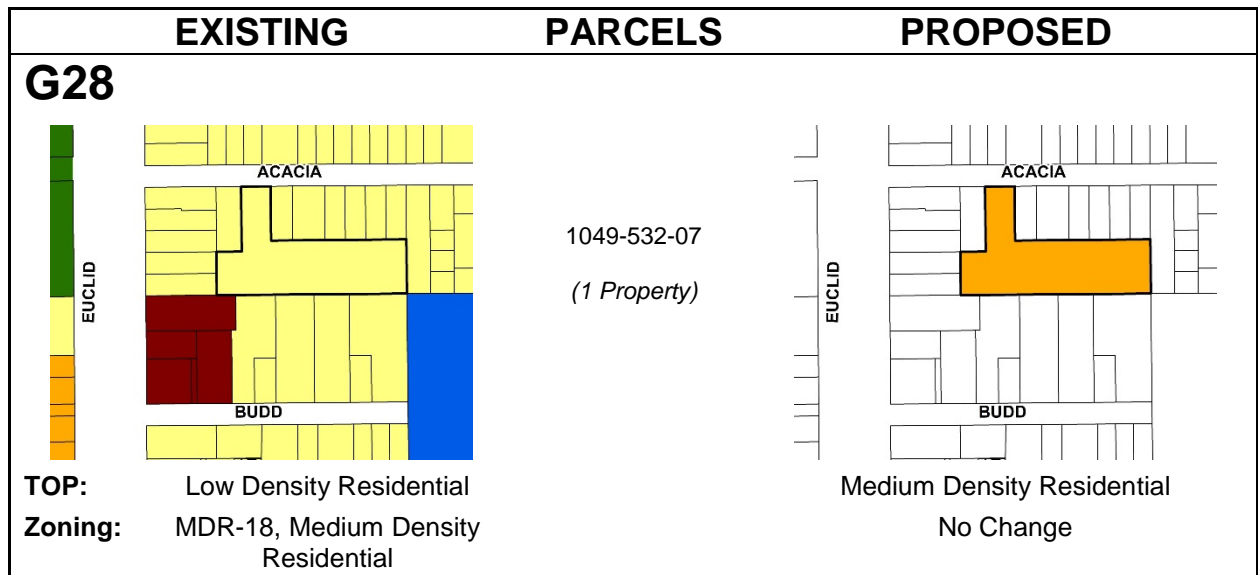 EXISTING PARCELS PROPOSED
G28
ACACIA
EUCLID
BUDD
1049-532-07
(1 Property)
ACACIA
EUCLID
BUDD
TOP: Low Density Residential Medium Density Residential
Zoning: MDR-18, Medium Density No Change
Residential